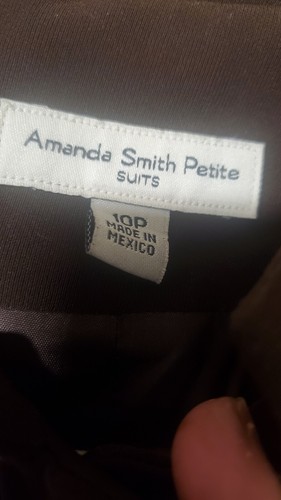 Amanda Smith Petite
SUITS
10P
MADE IN
MEXICO